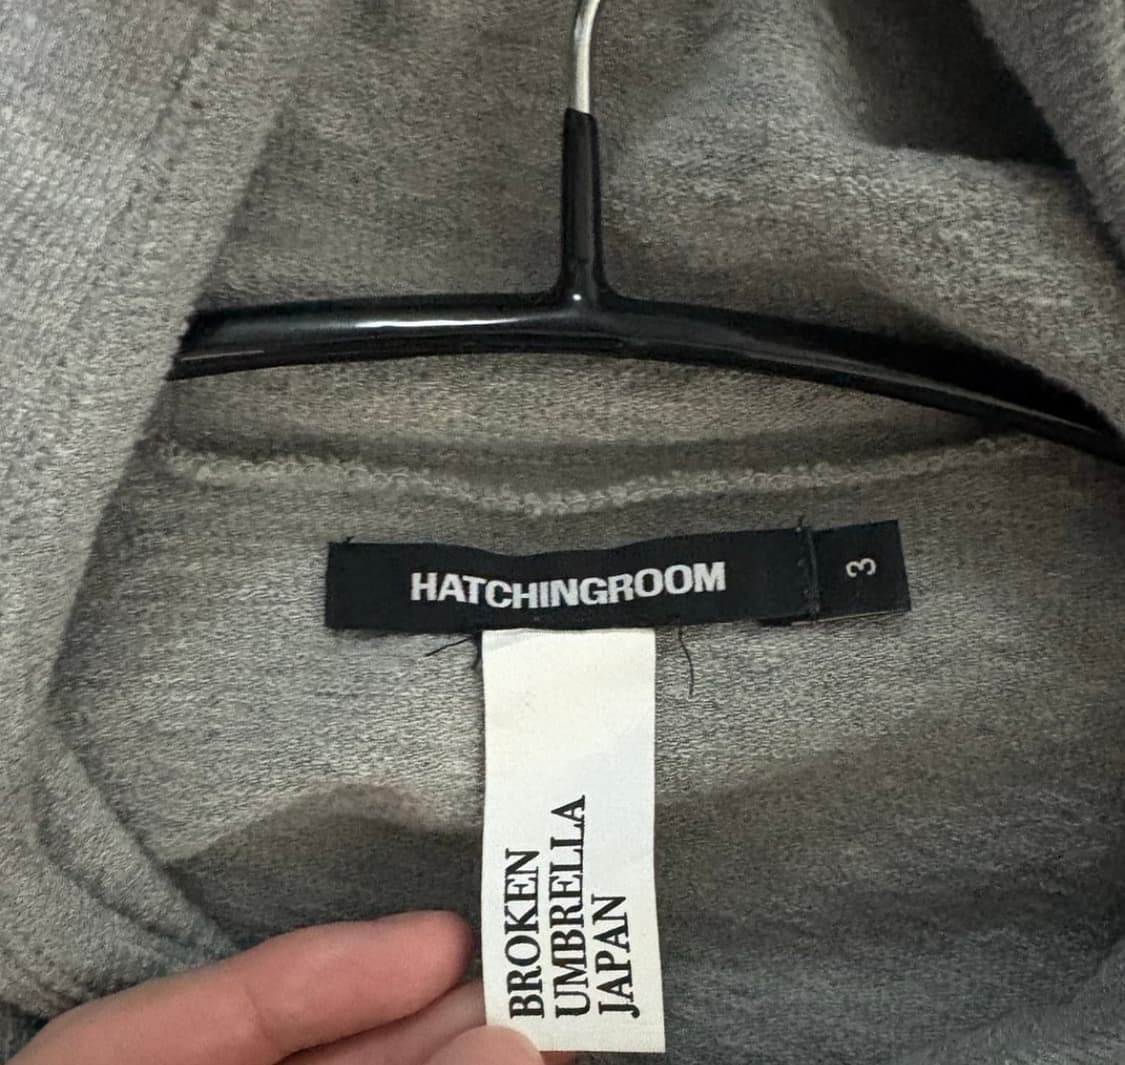 HATCHINGROOM
3
BROKEN
UMBRELLA
JAPAN